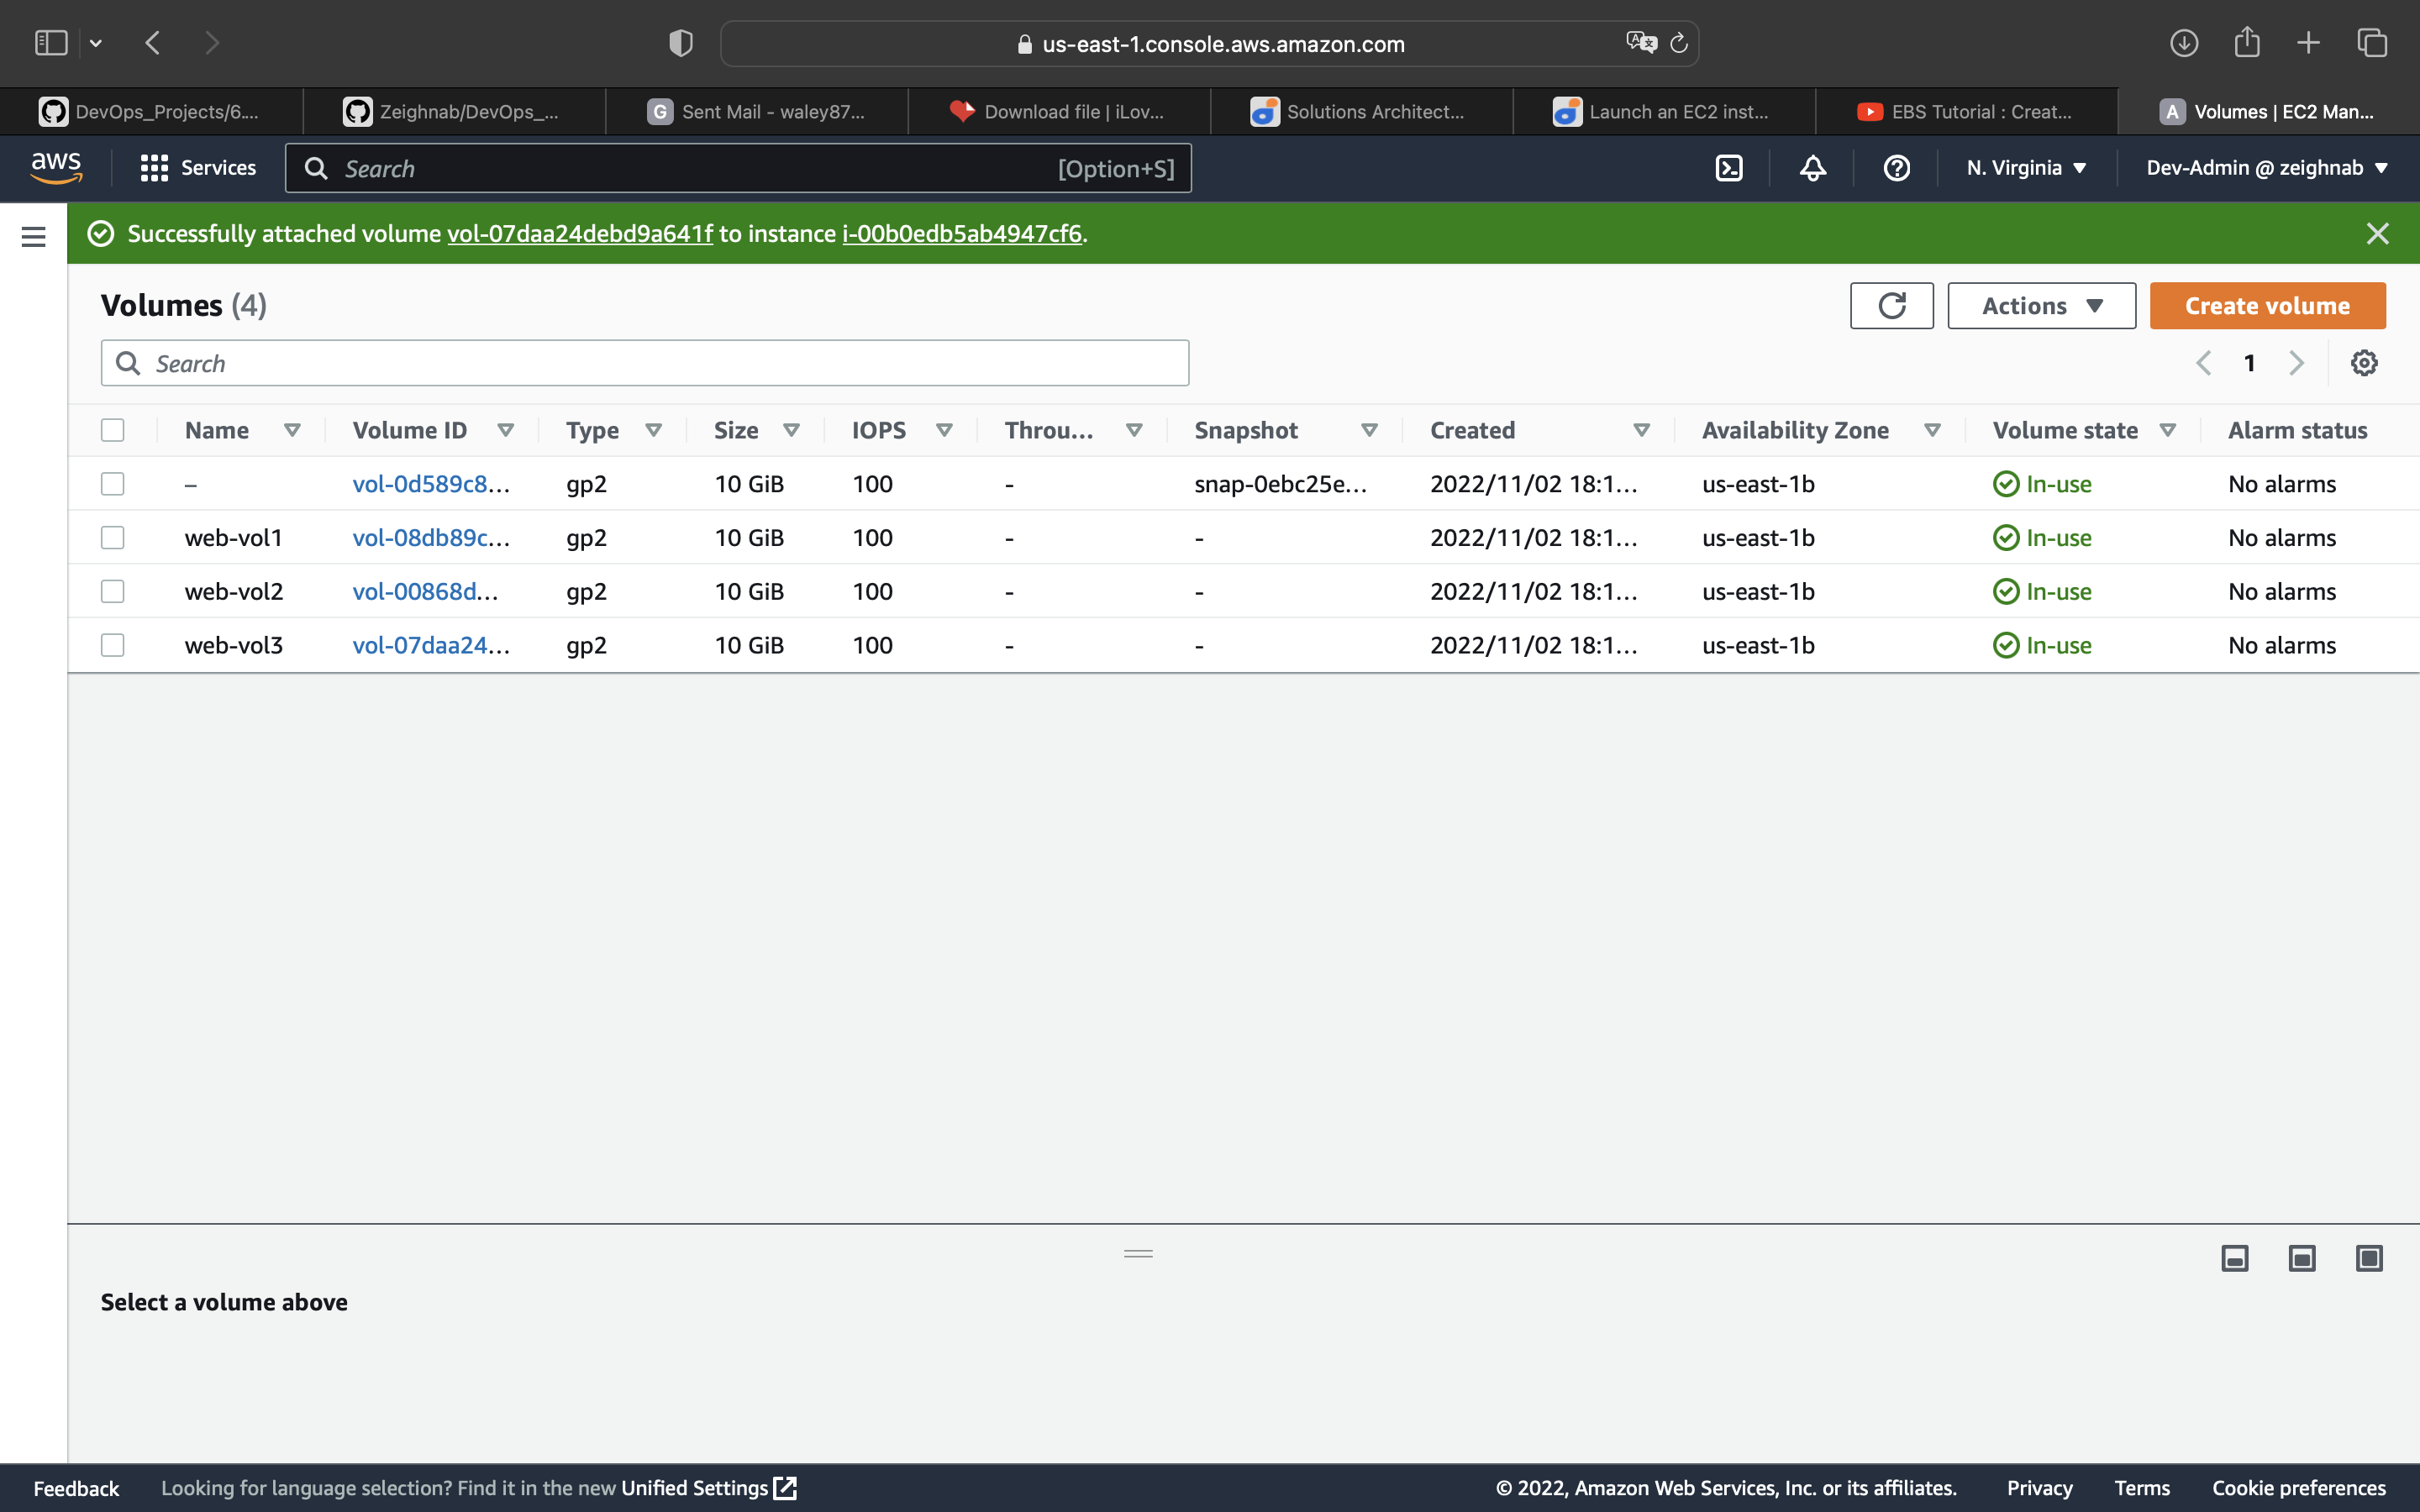 us-east-1.console.aws.amazon.com
DevOps_Projects/6....
Zeighnab/DevOps_...
G Sent Mail - waley87...
Download file | iLov...
Solutions Architect...
Launch an EC2 inst...
EBS Tutorial : Creat...
A Volumes | EC2 Man...
aws Services Search [Option+S] N. Virginia Dev-Admin @ zeighnab
Successfully attached volume vol-07daa24debd9a641f to instance i-00b0edb5ab4947cf6.
Volumes (4) Actions Create volume
Search 1
Name Volume ID Type Size IOPS Throu... Snapshot Created Availability Zone Volume state Alarm status
– vol-0d589c8... gp2 10 GiB 100 - snap-0ebc25e... 2022/11/02 18:1... us-east-1b In-use No alarms
web-vol1 vol-08db89c... gp2 10 GiB 100 - - 2022/11/02 18:1... us-east-1b In-use No alarms
web-vol2 vol-00868d... gp2 10 GiB 100 - - 2022/11/02 18:1... us-east-1b In-use No alarms
web-vol3 vol-07daa24... gp2 10 GiB 100 - - 2022/11/02 18:1... us-east-1b In-use No alarms
Select a volume above
Feedback Looking for language selection? Find it in the new Unified Settings © 2022, Amazon Web Services, Inc. or its affiliates. Privacy Terms Cookie preferences